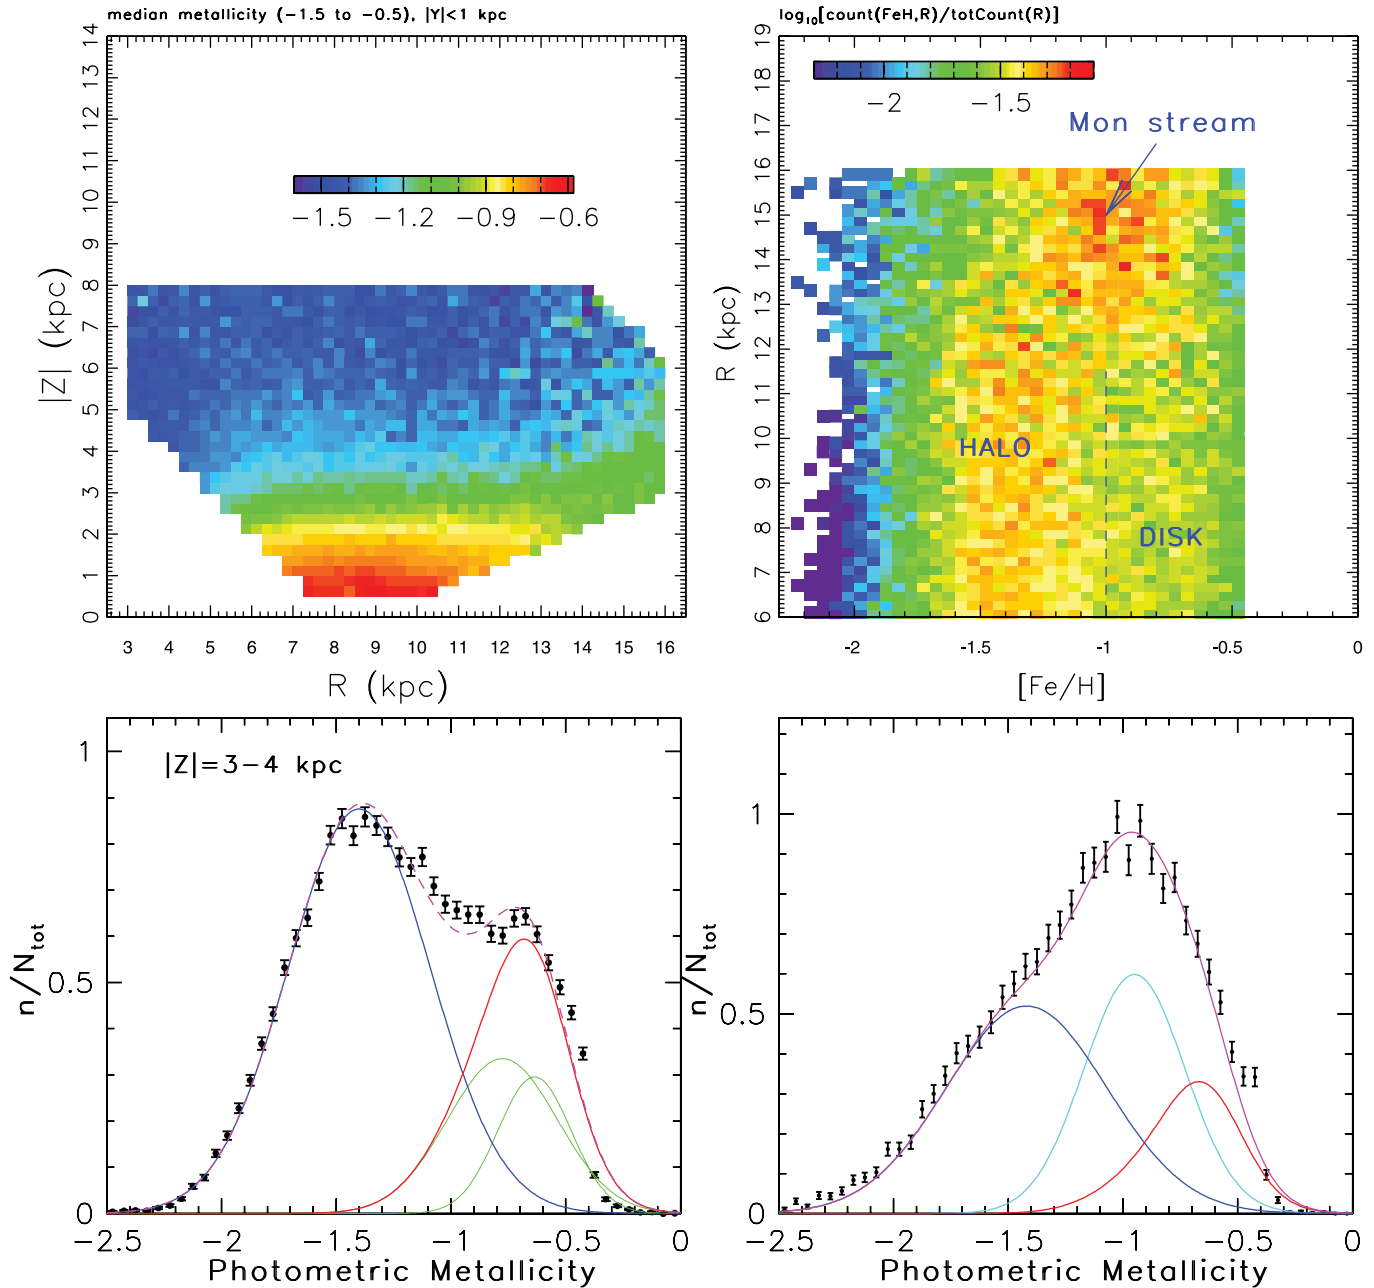 median metallicity (−1.5 to −0.5), |Y|<1 kpc
14
13
12
11
10
9
8
7
6
5
4
3
2
1
0
|Z| (kpc)
−1.5 −1.2 −0.9 −0.6
3 4 5 6 7 8 9 10 11 12 13 14 15 16
R (kpc)
log₁₀[count(FeH,R)/totCount(R)]
19
18
17
16
15
14
13
12
11
10
9
8
7
6
R (kpc)
−2 −1.5
Mon stream
HALO
DISK
-2 -1.5 -1 -0.5 0
[Fe/H]
|Z|=3−4 kpc
1
0.5
0
n/Ntot
−2.5 −2 −1.5 −1 −0.5 0
Photometric Metallicity
1
0.5
0
n/Ntot
−2.5 −2 −1.5 −1 −0.5 0
Photometric Metallicity